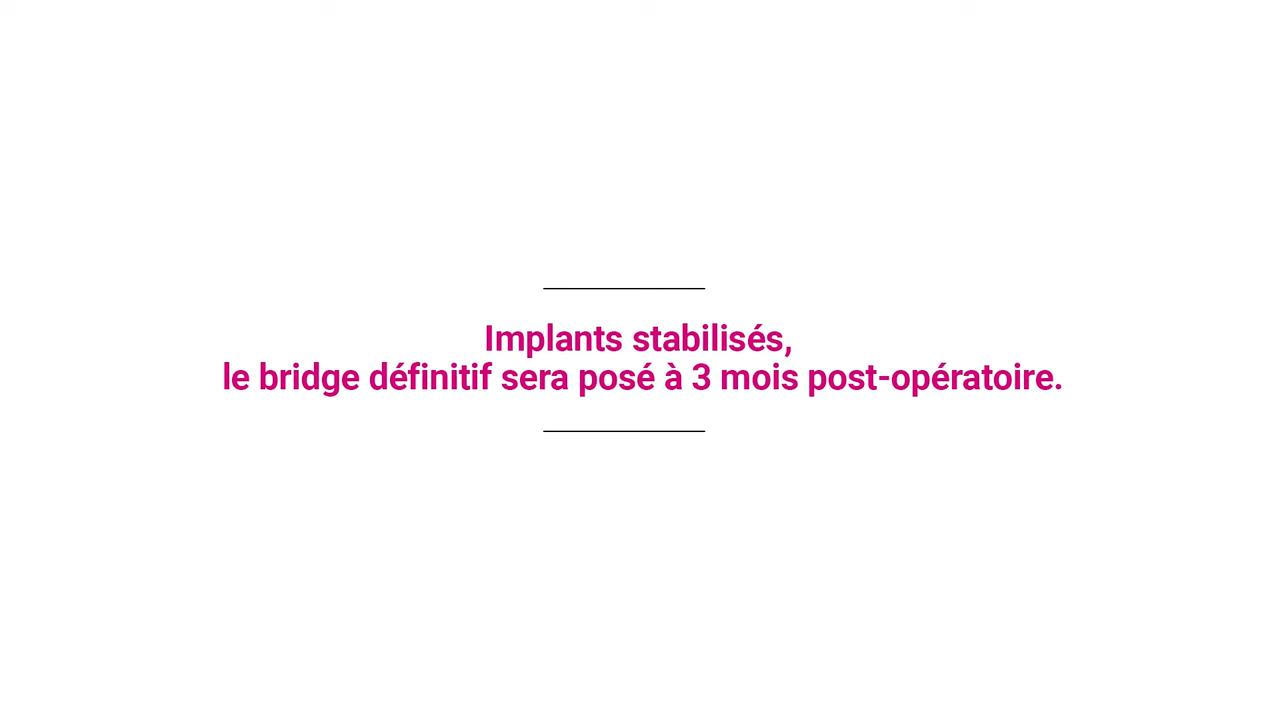 Implants stabilisés,
le bridge définitif sera posé à 3 mois post-opératoire.